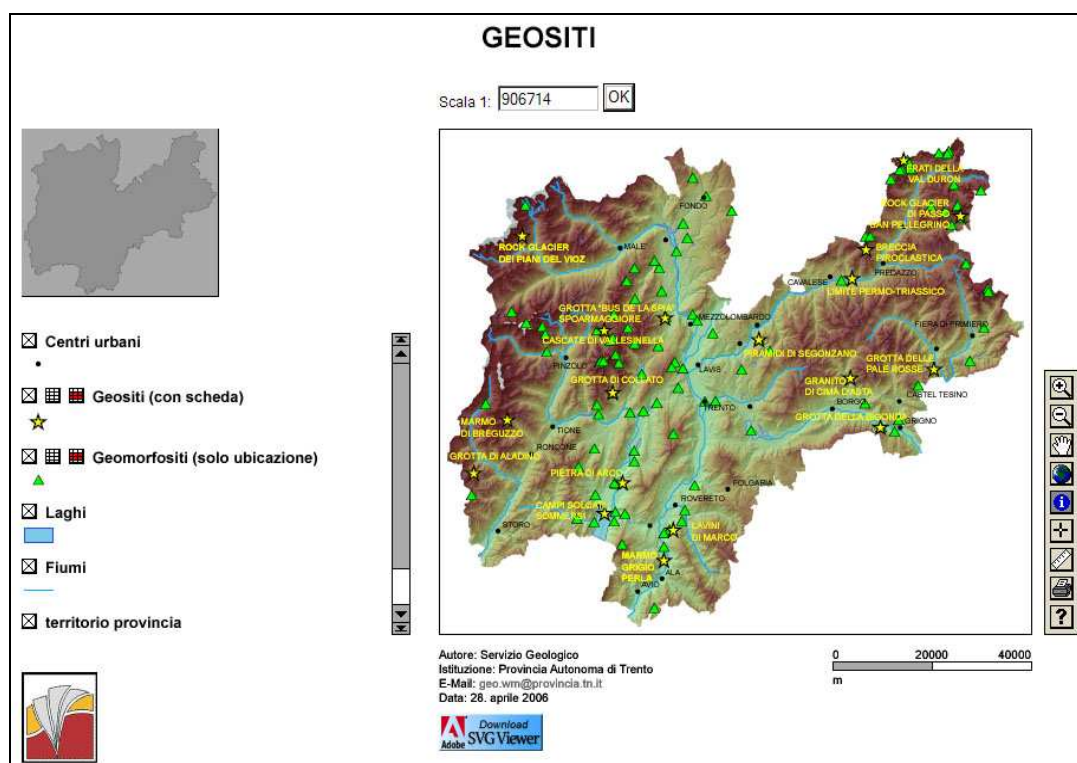 GEOSITI
Scala 1: 906714 OK
Centri urbani
Geositi (con scheda)
Geomorfositi (solo ubicazione)
Laghi
Fiumi
territorio provincia
ERATI DELLA
VAL DURON
ROCK GLACIER
DI PASSO
SAN PELLEGRINO
FONDO
ROCK GLACIER
DEI PIANI DEL VIOZ
MALE
BRECCIA
PIROCLASTICA
PREDAZZO
CAVALESE
LIMITE PERMO-TRIASSICO
GROTTA "BUS DE LA SPIA"
SPOARMAGGIORE
MEZZOLOMBARDO
FIERA DI PRIMIERO
CASCATE DI VALLESINELLA
PIRAMIDI DI SEGONZANO
PINZOLO
LAVIS
GROTTA DELLE
PALE ROSSE
GROTTA DI COLLATO
GRANITO
DI CIMA D'ASTA
CASTEL TESINO
TRENTO
BORGO
MARMO
DI BREGUZZO
GROTTA DELLA BIGONDA
GRIGNO
TIONE
RONCONE
GROTTA DI ALADINO
PIETRA DI ARCO
FOLGARIA
ROVERETO
CAMPI SOLCATI
SOMMERSI
STORO
LAVINI
DI MARCO
MARMO
GRIGIO
PERLA
ALA
AVIO
Autore: Servizio Geologico
Istituzione: Provincia Autonoma di Trento
E-Mail: geo.wm@provincia.tn.it
Data: 28. aprile 2006
0 20000 40000
m
Download
Adobe SVG Viewer